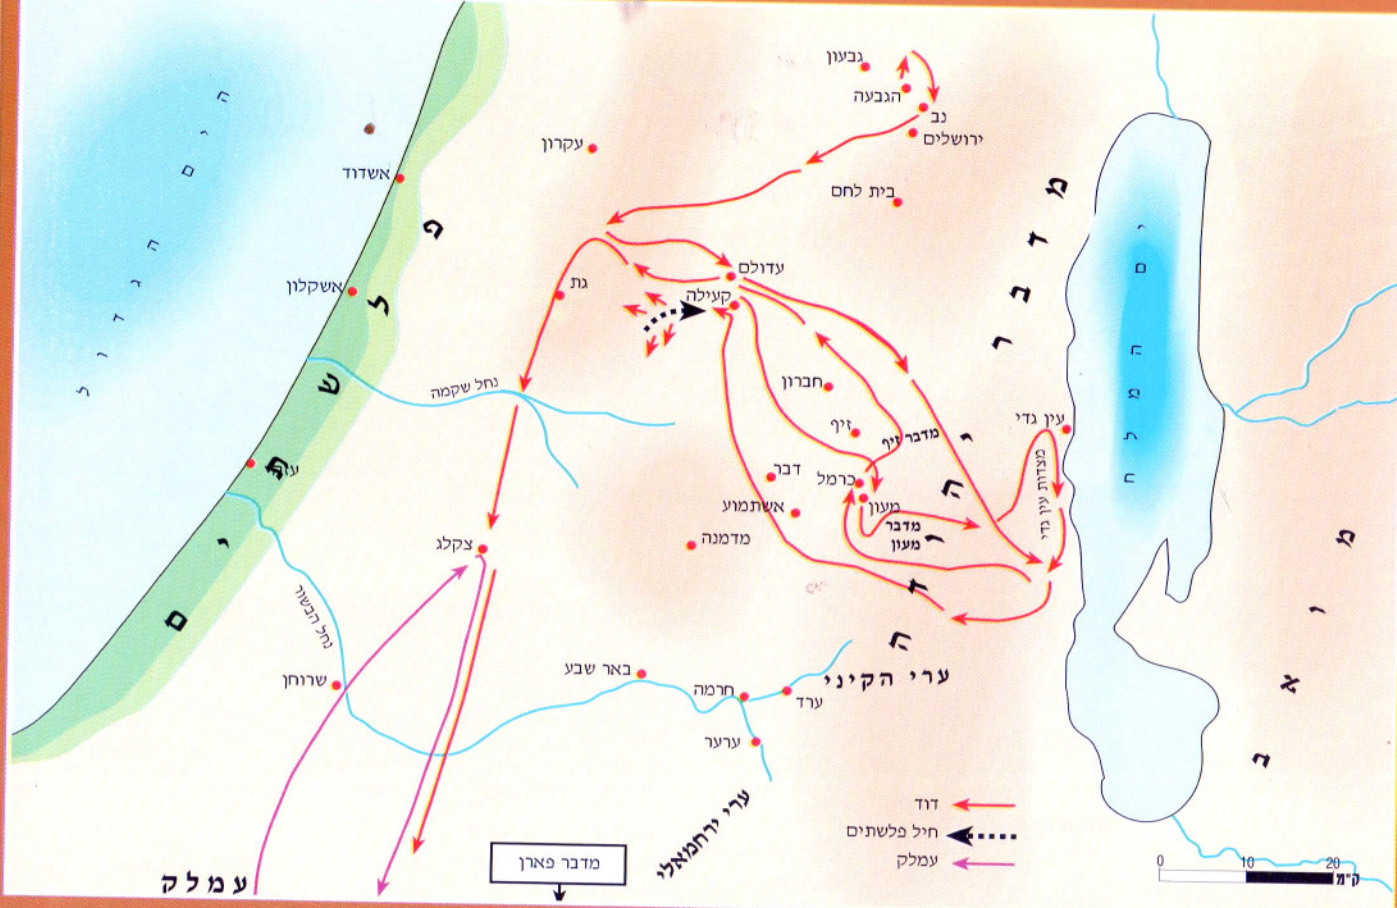 הים הגדול
פלשתים
אשדוד
אשקלון
עזה
עקרון
גת
גבעון
הגבעה
נב
ירושלים
בית לחם
עדולם
קעילה
חברון
זיף
מדבר זיף
כרמל
מעון
מדבר
מעון
דבר
אשתמוע
מדמנה
עין גדי
מצדות עין גדי
מדבר יהודה
ים המלח
מואב
נחל שקמה
צקלג
נחל הבשור
שרוחן
באר שבע
חרמה
ערד
ערי הקיני
ערער
ערי ירחמאלי
מדבר פארן
עמלק
דוד
חיל פלשתים
עמלק
0 10 20
ק"מ